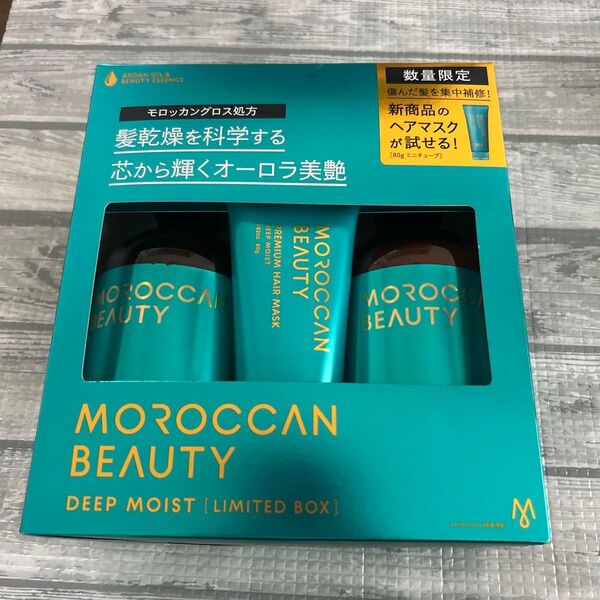 ARGAN OIL &
BEAUTY ESSENCE
モロッカングロス処方
髪乾燥を科学する
芯から輝くオーロラ美艶
数量限定
傷んだ髪を集中補修!
新商品の
ヘアマスク
が試せる!
[80g ミニチューブ]
MOROCCAN
BEAUTY
MOROCCAN
BEAUTY
PREMIUM HAIR MASK
DEEP MOIST
MOROCCAN
BEAUTY
MOROCCAN
BEAUTY
DEEP MOIST [LIMITED BOX]